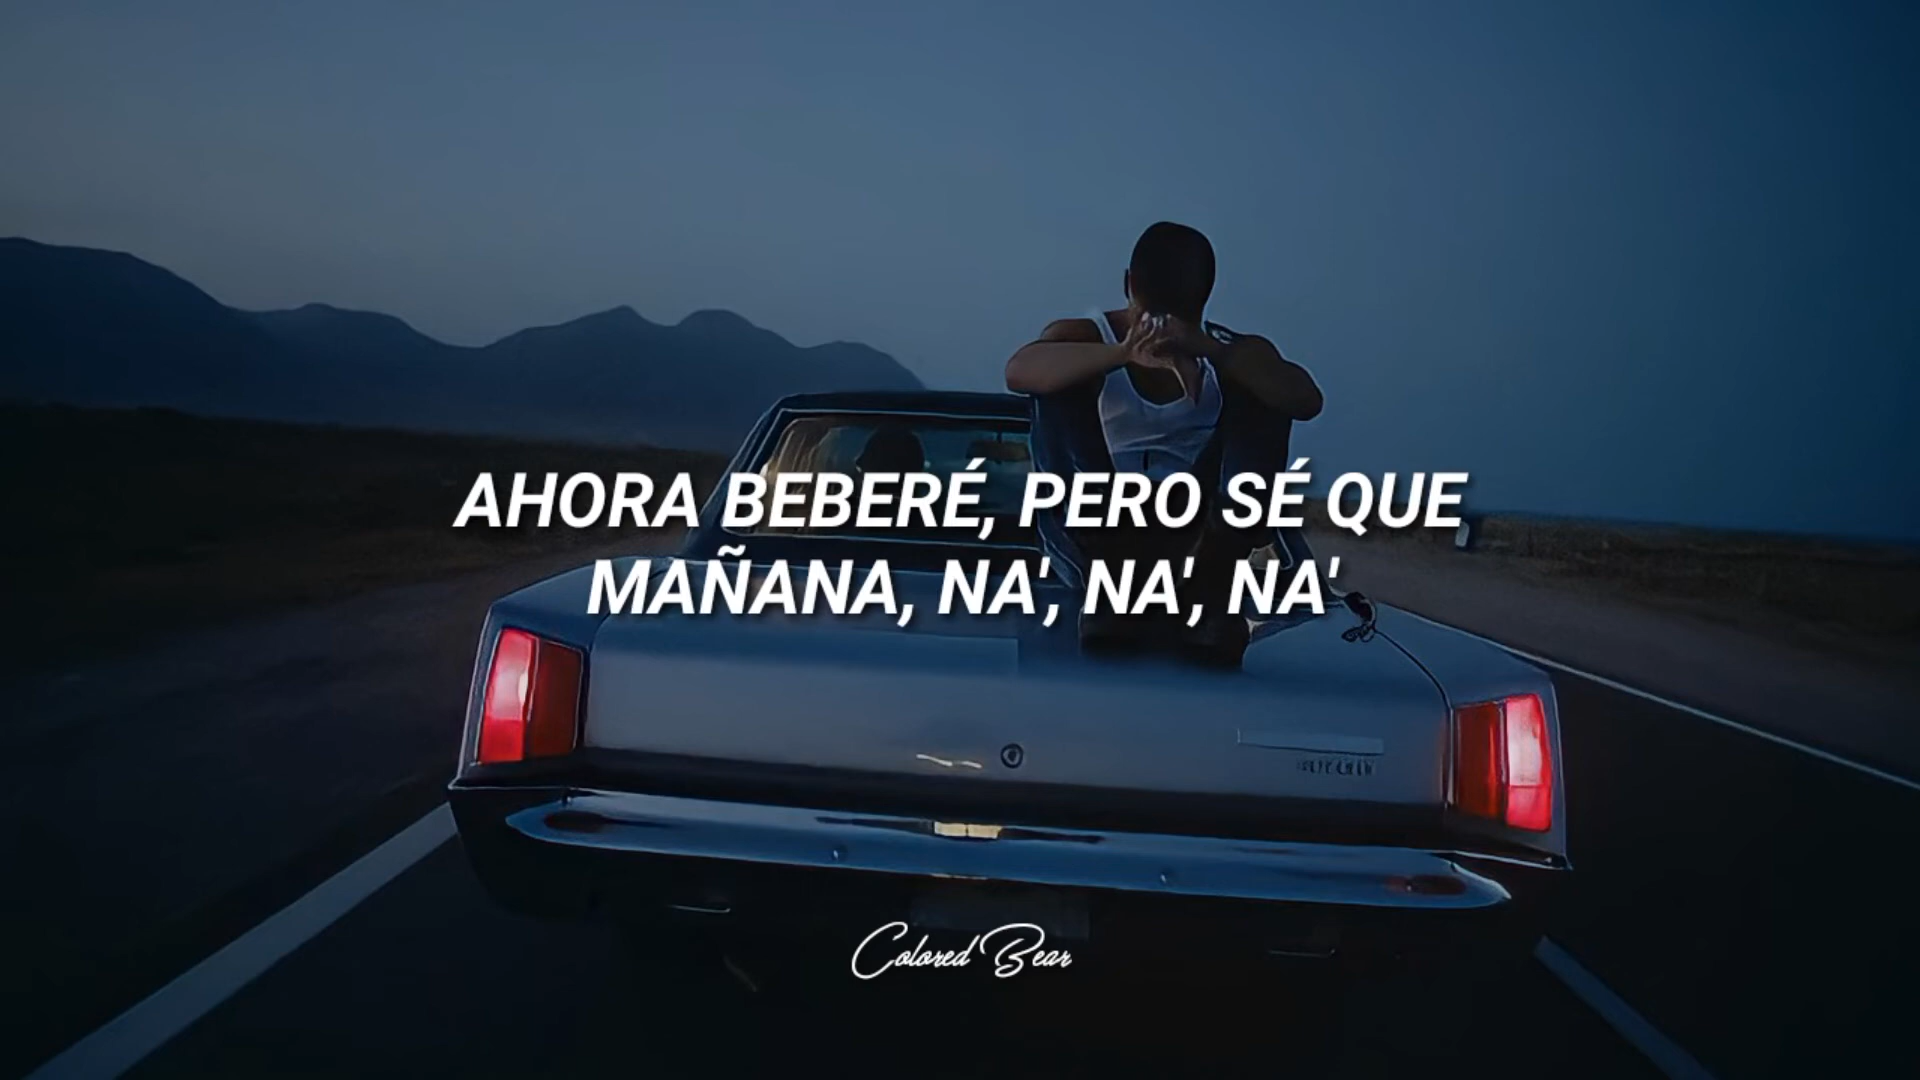 AHORA BEBERÉ, PERO SÉ QUE
MAÑANA, NA', NA', NA'
Colored Bear